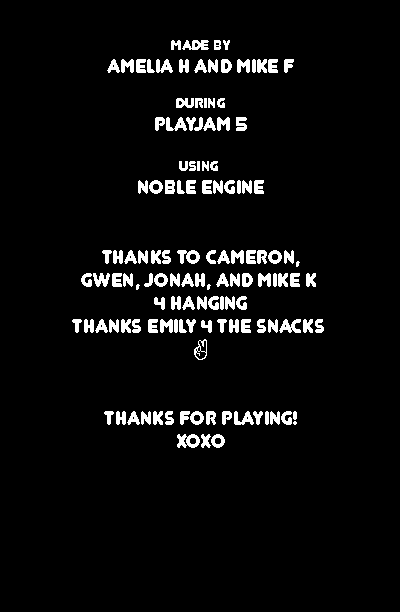 MADE BY
AMELIA H AND MIKE F
DURING
PLAYJAM 5
USING
NOBLE ENGINE
THANKS TO CAMERON,
GWEN, JONAH, AND MIKE K
4 HANGING
THANKS EMILY 4 THE SNACKS
✌
THANKS FOR PLAYING!
XOXO